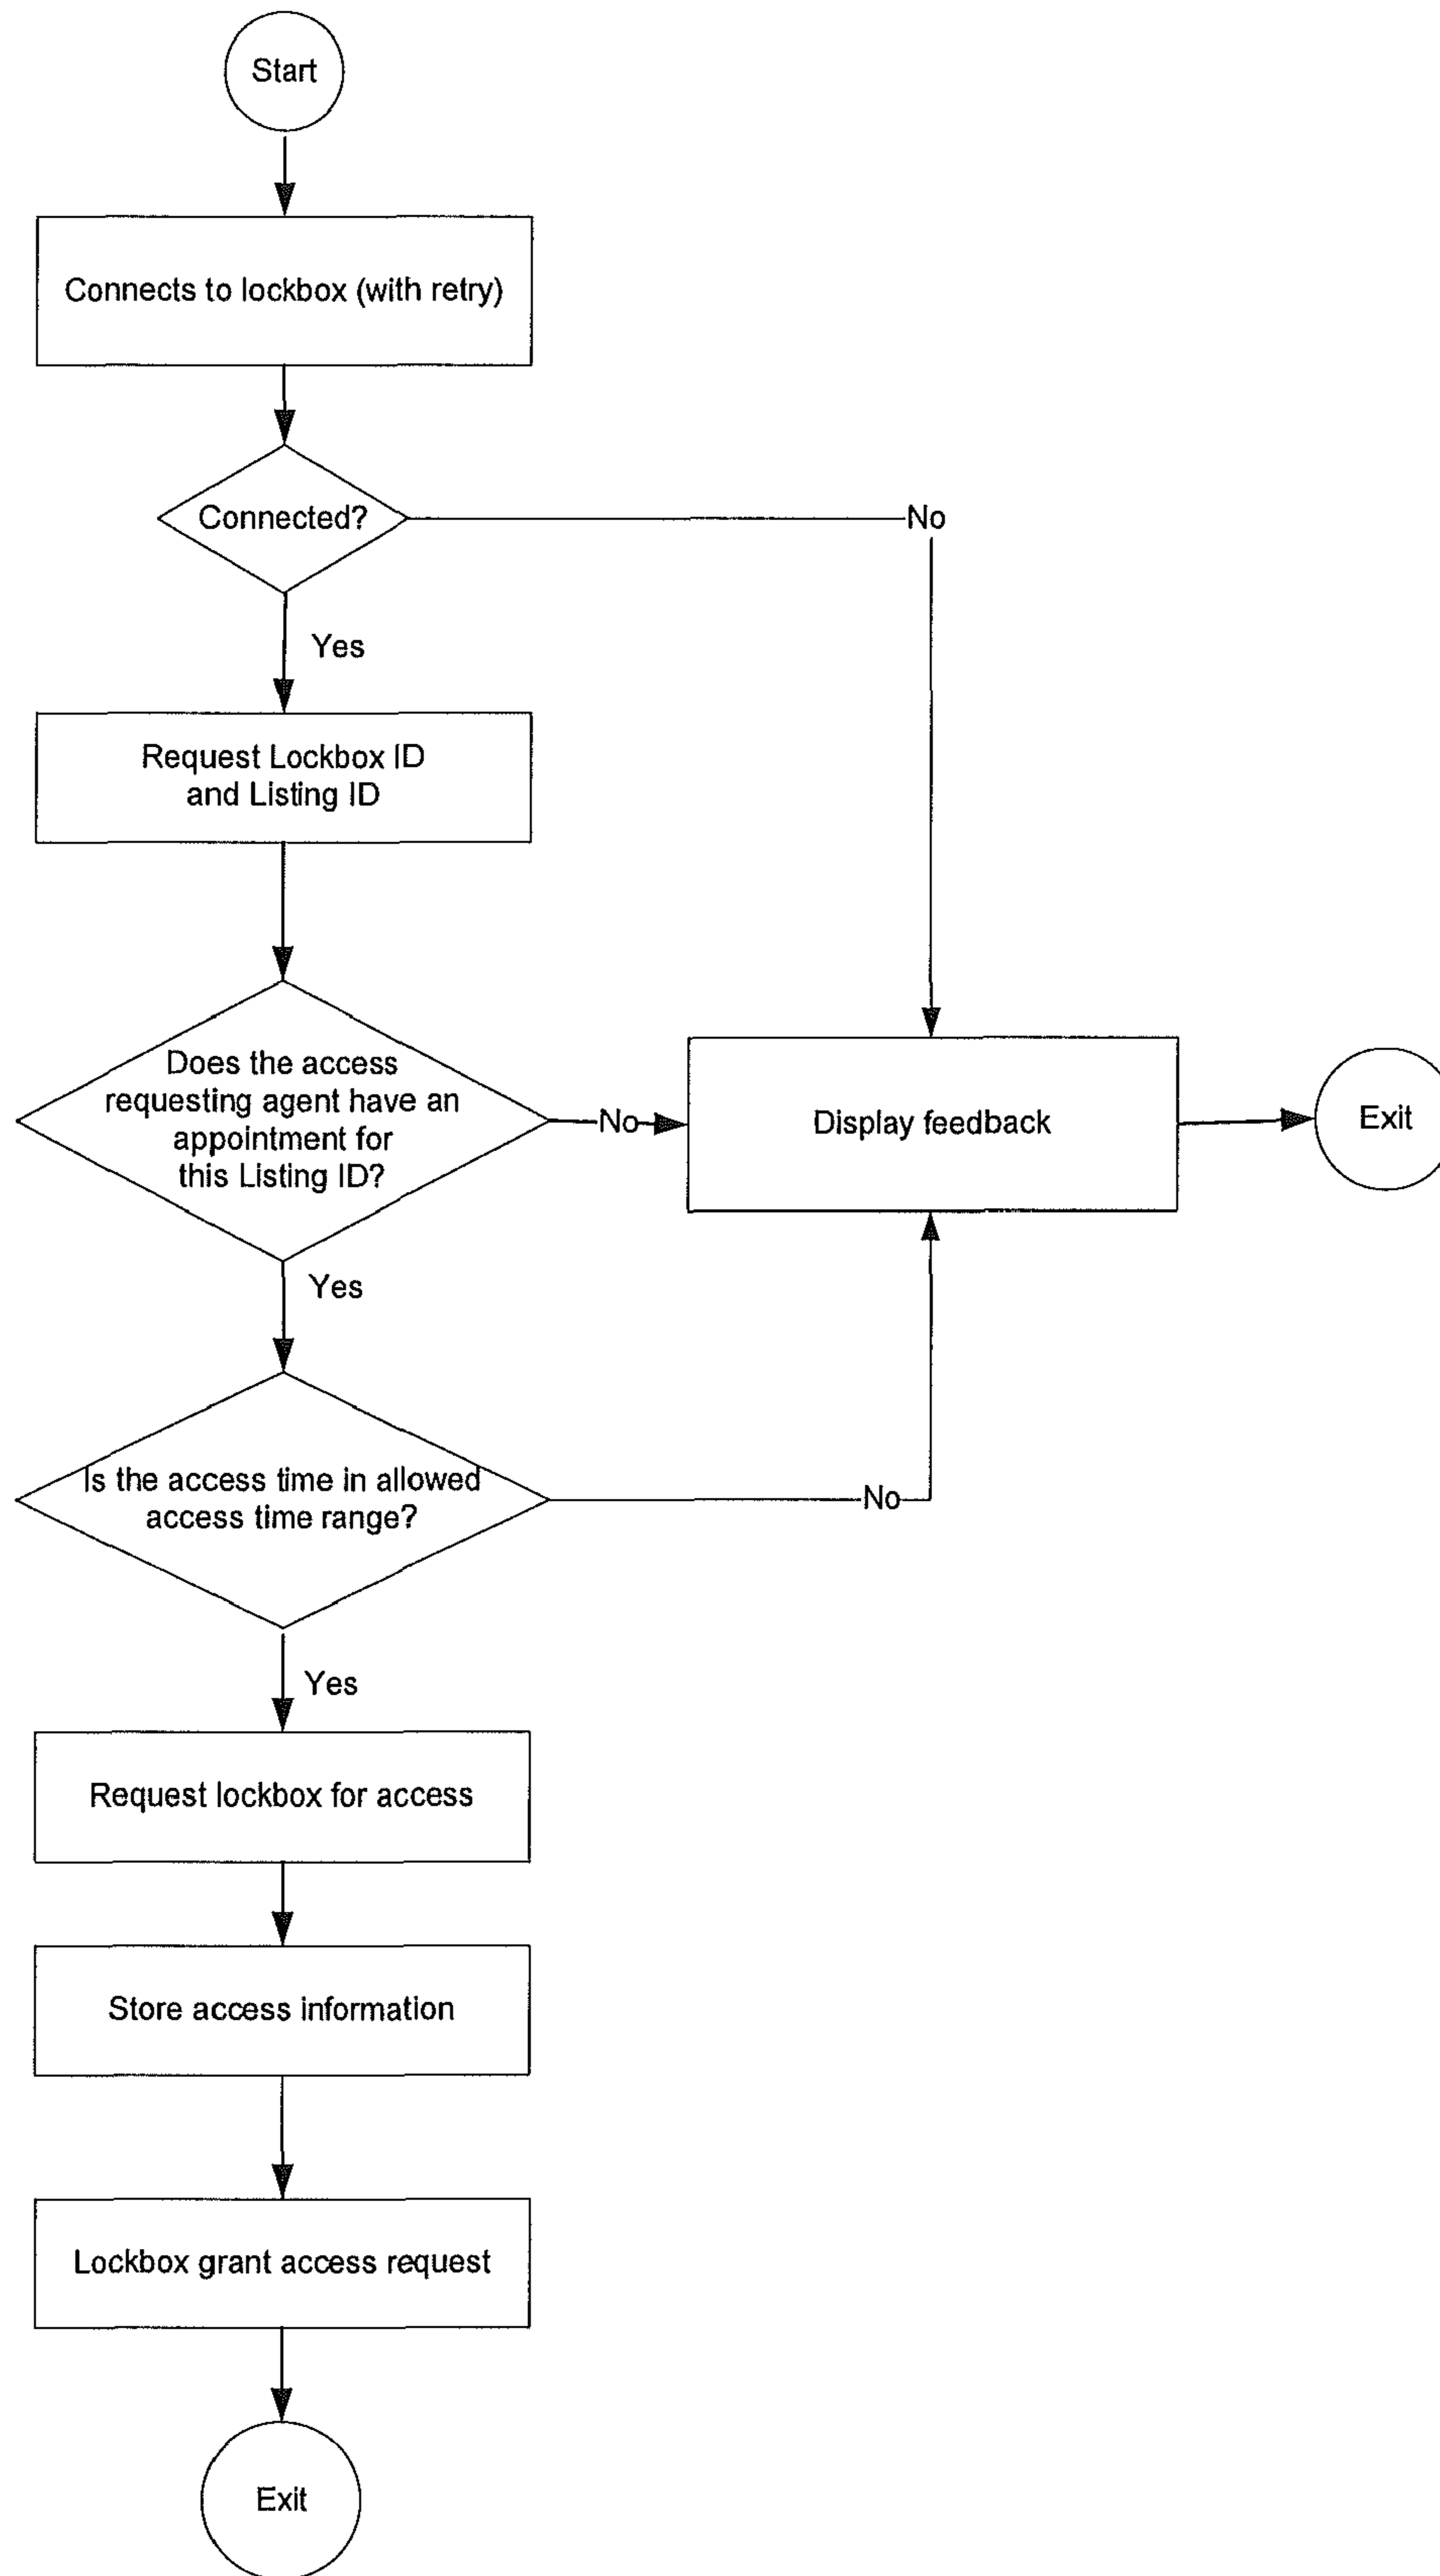 Start
Connects to lockbox (with retry)
Connected?
No
Yes
Request Lockbox ID
and Listing ID
Does the access
requesting agent have an
appointment for
this Listing ID?
No
Display feedback
Exit
Yes
Is the access time in allowed
access time range?
No
Yes
Request lockbox for access
Store access information
Lockbox grant access request
Exit